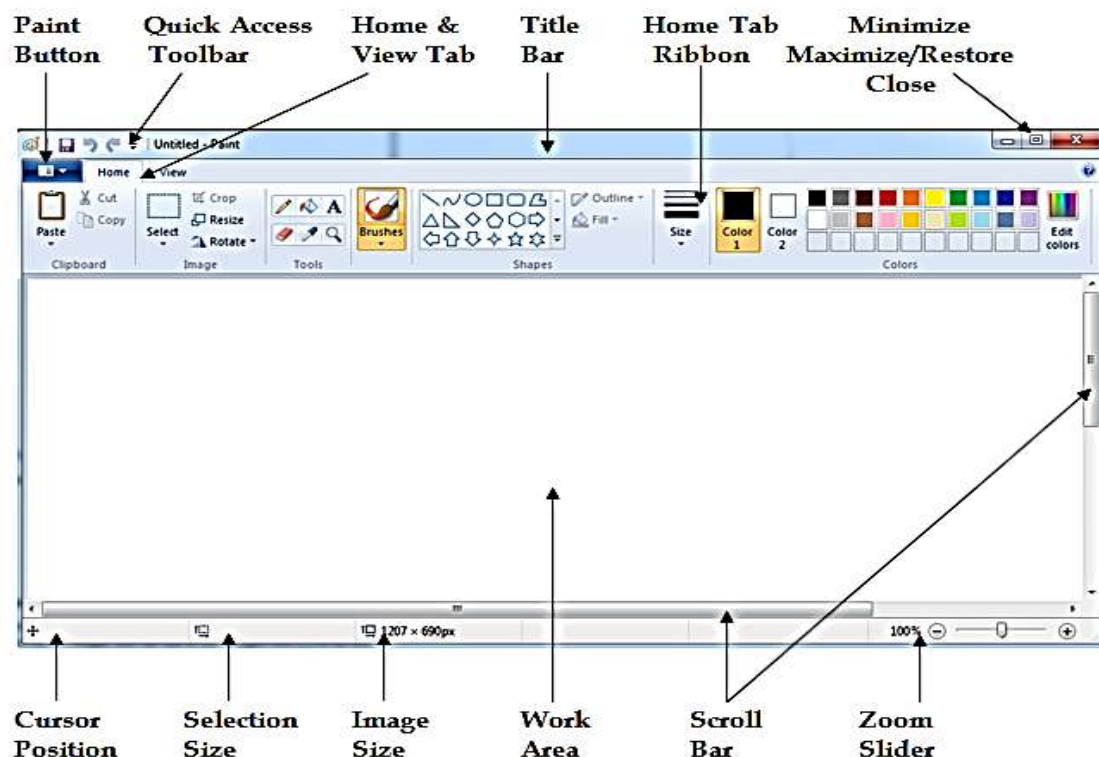 Paint Button
Quick Access Toolbar
Home & View Tab
Title Bar
Home Tab Ribbon
Minimize Maximize/Restore Close
Untitled - Paint
Home View
Paste
Cut
Copy
Clipboard
Select
Crop
Resize
Rotate
Image
A
Tools
Brushes
Outline
Fill
Shapes
Size
Color 1
Color 2
Edit colors
Colors
1207 × 690px
100%
Cursor Position
Selection Size
Image Size
Work Area
Scroll Bar
Zoom Slider